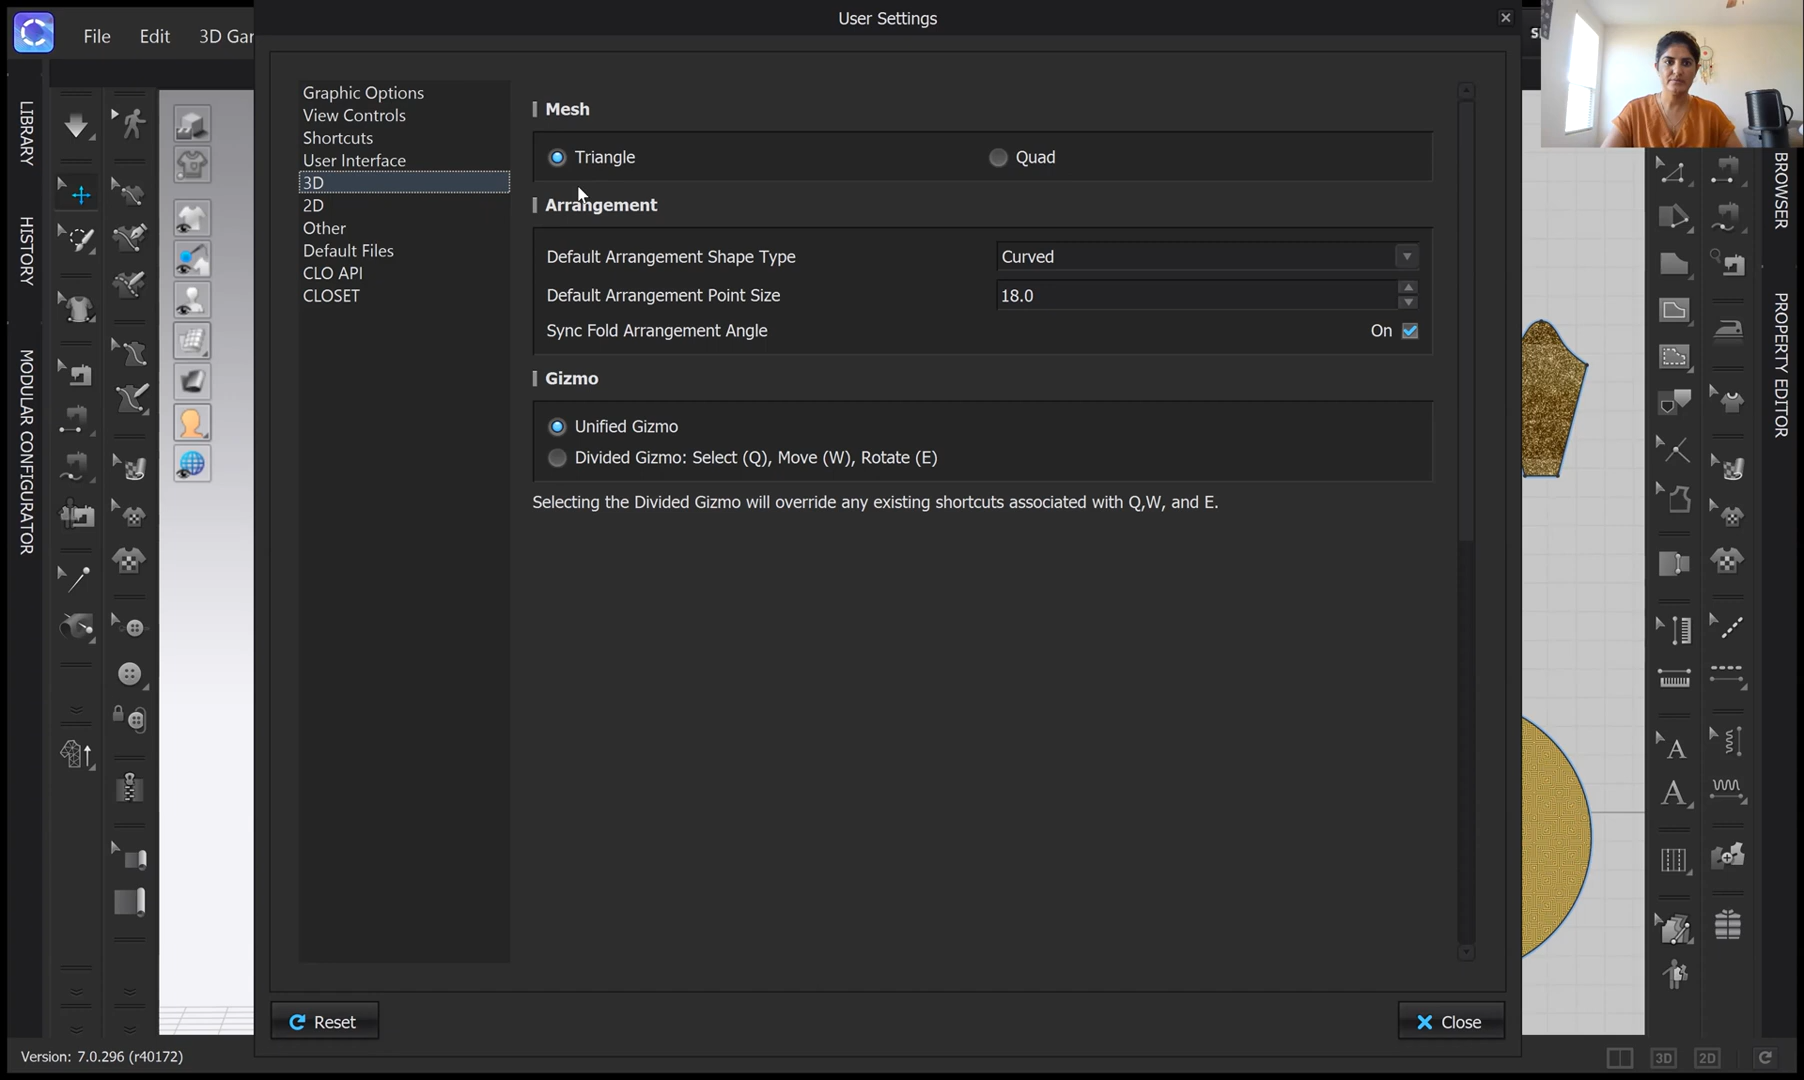 User Settings
File Edit 3D Gar
LIBRARY
HISTORY
MODULAR CONFIGURATOR
Graphic Options
View Controls
Shortcuts
User Interface
3D
2D
Other
Default Files
CLO API
CLOSET
Mesh
Triangle
Quad
Arrangement
Default Arrangement Shape Type
Curved
Default Arrangement Point Size
18.0
Sync Fold Arrangement Angle
On
Gizmo
Unified Gizmo
Divided Gizmo: Select (Q), Move (W), Rotate (E)
Selecting the Divided Gizmo will override any existing shortcuts associated with Q,W, and E.
BROWSER
PROPERTY EDITOR
A
A
Reset
Close
Version: 7.0.296 (r40172)
3D
2D